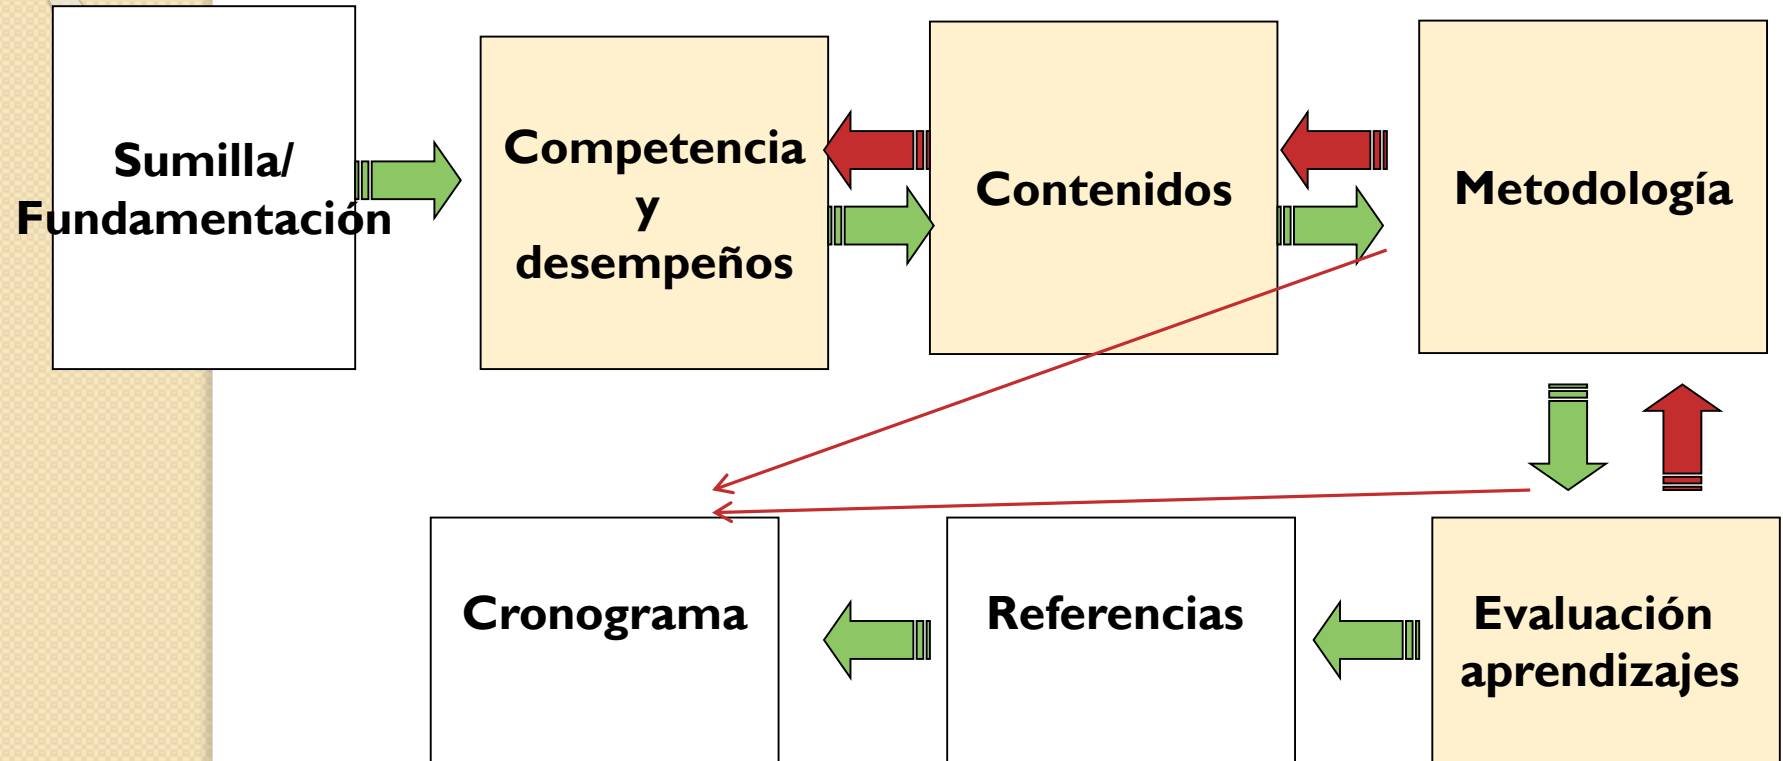 Sumilla/
Fundamentación
Competencia
y
desempeños
Contenidos
Metodología
Cronograma
Referencias
Evaluación
aprendizajes